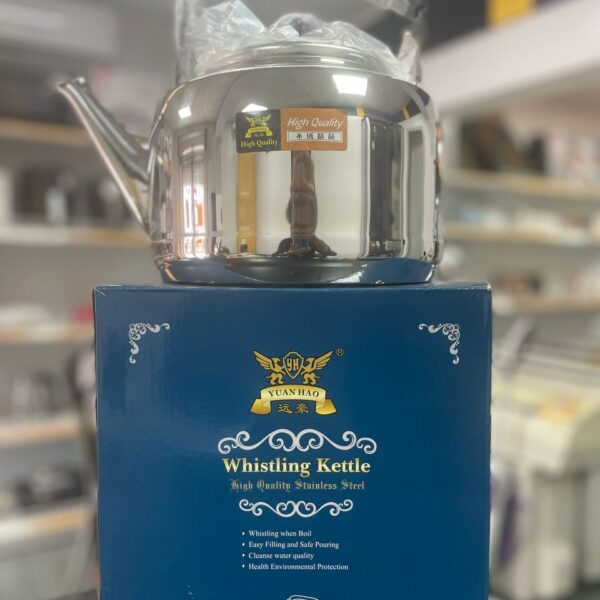 High Quality
High Quality
不锈精品
YH
®
YUAN HAO
远豪
Whistling Kettle
High Quality Stainless Steel
Whistling when Boil
Easy Filling and Safe Pouring
Cleanse water quality
Health Environmental Protection